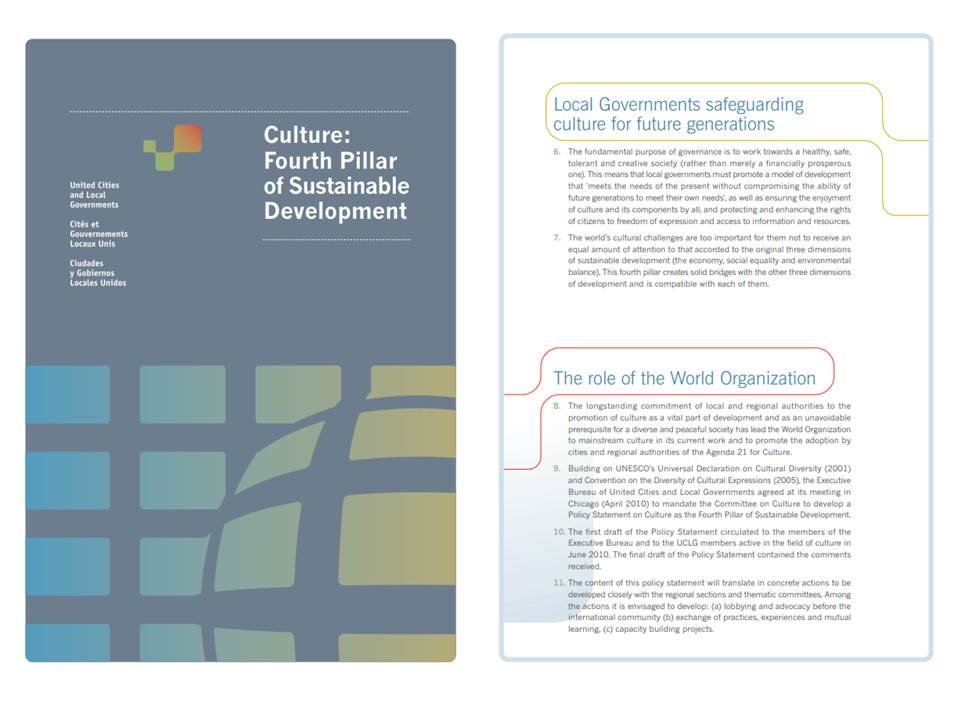 Culture:
Fourth Pillar
of Sustainable
Development
United Cities
and Local
Governments
Cités et
Gouvernements
Locaux Unis
Ciudades
y Gobiernos
Locales Unidos
Local Governments safeguarding
culture for future generations
6. The fundamental purpose of governance is to work towards a healthy, safe,
tolerant and creative society (rather than merely a financially prosperous
one). This means that local governments must promote a model of development
that 'meets the needs of the present without compromising the ability of
future generations to meet their own needs', as well as ensuring the enjoyment
of culture and its components by all, and protecting and enhancing the rights
of citizens to freedom of expression and access to information and resources.
7. The world's cultural challenges are too important for them not to receive an
equal amount of attention to that accorded to the original three dimensions
of sustainable development (the economy, social equality and environmental
balance). This fourth pillar creates solid bridges with the other three dimensions
of development and is compatible with each of them.
The role of the World Organization
8. The longstanding commitment of local and regional authorities to the
promotion of culture as a vital part of development and as an unavoidable
prerequisite for a diverse and peaceful society has lead the World Organization
to mainstream culture in its current work and to promote the adoption by
cities and regional authorities of the Agenda 21 for Culture.
9. Building on UNESCO's Universal Declaration on Cultural Diversity (2001)
and Convention on the Diversity of Cultural Expressions (2005), the Executive
Bureau of United Cities and Local Governments agreed at its meeting in
Chicago (April 2010) to mandate the Committee on Culture to develop a
Policy Statement on Culture as the Fourth Pillar of Sustainable Development.
10. The first draft of the Policy Statement circulated to the members of the
Executive Bureau and to the UCLG members active in the field of culture in
June 2010. The final draft of the Policy Statement contained the comments
received.
11. The content of this policy statement will translate in concrete actions to be
developed closely with the regional sections and thematic committees. Among
the actions it is envisaged to develop: (a) lobbying and advocacy before the
international community (b) exchange of practices, experiences and mutual
learning, (c) capacity building projects.